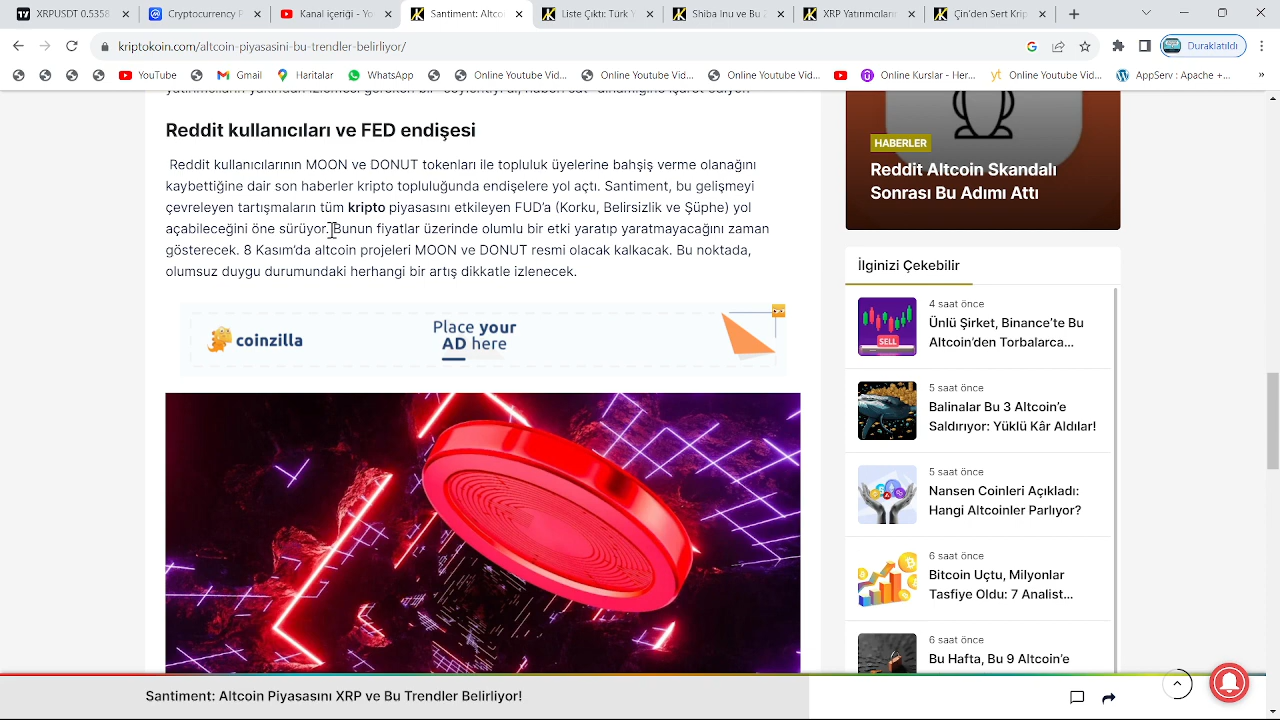 XRPUSDT 0.5358
Cryptocurrency P
XRP içeriği - Yo
Santiment: Altco
Liste Çıktı: Türk Y
Shiba Inu ve Bu 2
XRP Yatırımcıların
Çin'den Sert Krip
kriptokoin.com/altcoin-piyasasini-bu-trendler-belirliyor/
Duraklatıldı
YouTube
Gmail
Haritalar
WhatsApp
Online Youtube Vid...
Online Youtube Vid...
Online Youtube Vid...
Online Kurslar - Her...
Online Youtube Vid...
AppServ : Apache +...
Reddit kullanıcıları ve FED endişesi
Reddit kullanıcılarının MOON ve DONUT tokenları ile topluluk üyelerine bahşiş verme olanağını
kaybettiğine dair son haberler kripto topluluğunda endişelere yol açtı. Santiment, bu gelişmeyi
çevreleyen tartışmaların tüm kripto piyasasını etkileyen FUD'a (Korku, Belirsizlik ve Şüphe) yol
açabileceğini öne sürüyor. Bunun fiyatlar üzerinde olumlu bir etki yaratıp yaratmayacağını zaman
gösterecek. 8 Kasım'da altcoin projeleri MOON ve DONUT resmi olacak kalkacak. Bu noktada,
olumsuz duygu durumundaki herhangi bir artış dikkatle izlenecek.
coinzilla
Place your
AD here
HABERLER
Reddit Altcoin Skandalı
Sonrası Bu Adımı Attı
İlginizi Çekebilir
4 saat önce
Ünlü Şirket, Binance'te Bu
Altcoin'den Torbalarca...
SELL
5 saat önce
Balinalar Bu 3 Altcoin'e
Saldırıyor: Yüklü Kâr Aldılar!
5 saat önce
Nansen Coinleri Açıkladı:
Hangi Altcoinler Parlıyor?
6 saat önce
Bitcoin Uçtu, Milyonlar
Tasfiye Oldu: 7 Analist...
6 saat önce
Bu Hafta, Bu 9 Altcoin'e
Santiment: Altcoin Piyasasını XRP ve Bu Trendler Belirliyor!